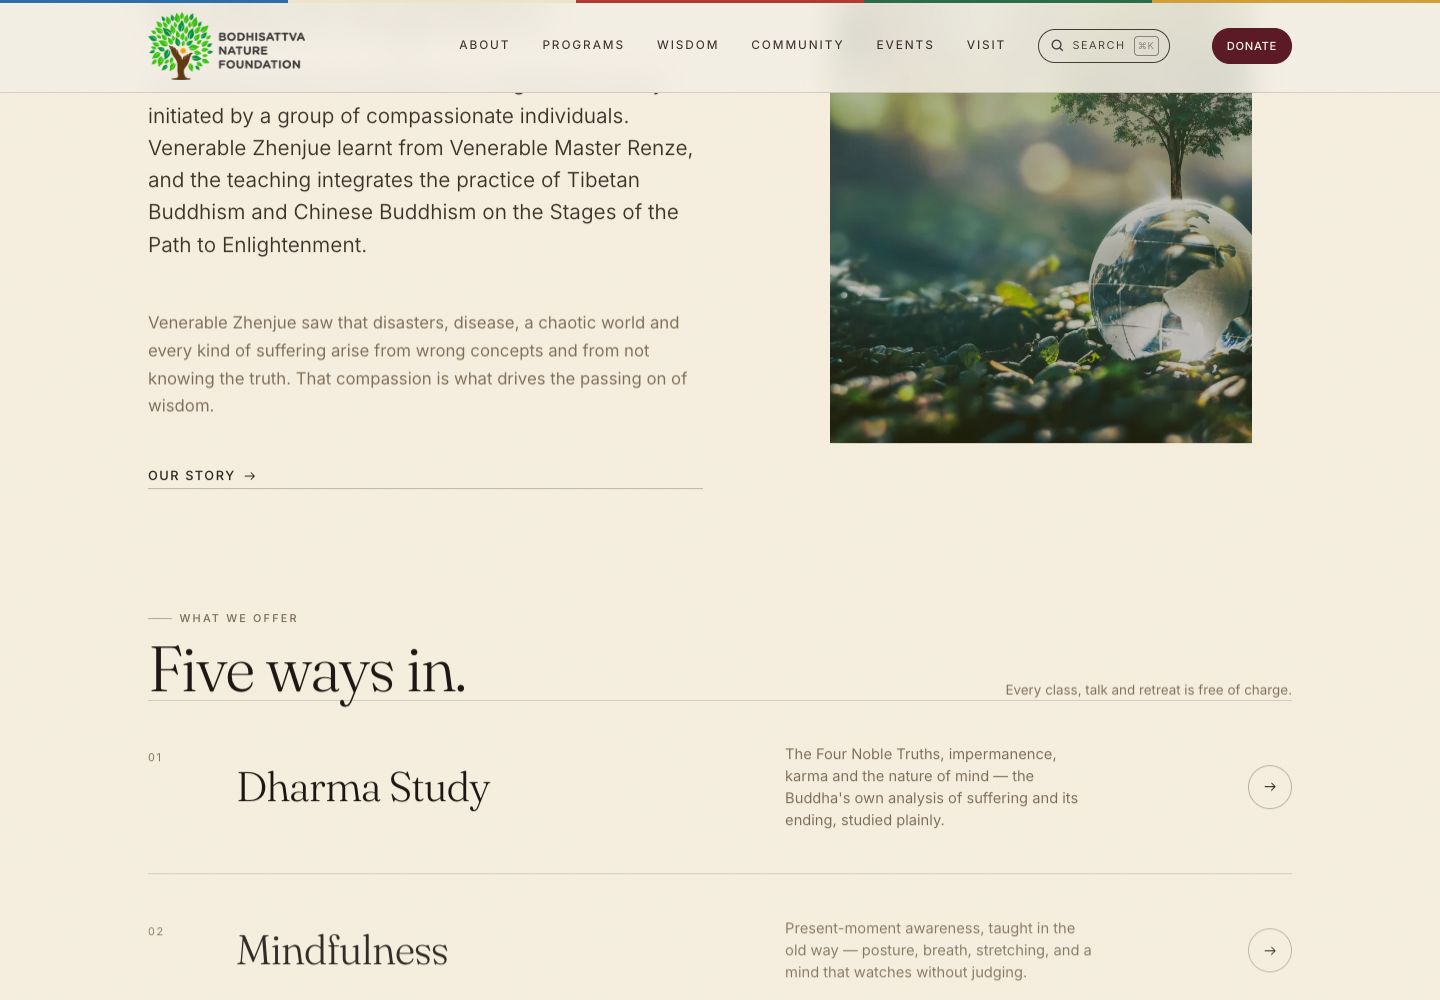 BODHISATTVA
NATURE
FOUNDATION
ABOUT
PROGRAMS
WISDOM
COMMUNITY
EVENTS
VISIT
SEARCH ⌘K
DONATE
initiated by a group of compassionate individuals.
Venerable Zhenjue learnt from Venerable Master Renze,
and the teaching integrates the practice of Tibetan
Buddhism and Chinese Buddhism on the Stages of the
Path to Enlightenment.
Venerable Zhenjue saw that disasters, disease, a chaotic world and
every kind of suffering arise from wrong concepts and from not
knowing the truth. That compassion is what drives the passing on of
wisdom.
OUR STORY →
WHAT WE OFFER
Five ways in.
Every class, talk and retreat is free of charge.
01
Dharma Study
The Four Noble Truths, impermanence,
karma and the nature of mind — the
Buddha's own analysis of suffering and its
ending, studied plainly.
→
02
Mindfulness
Present-moment awareness, taught in the
old way — posture, breath, stretching, and a
mind that watches without judging.
→